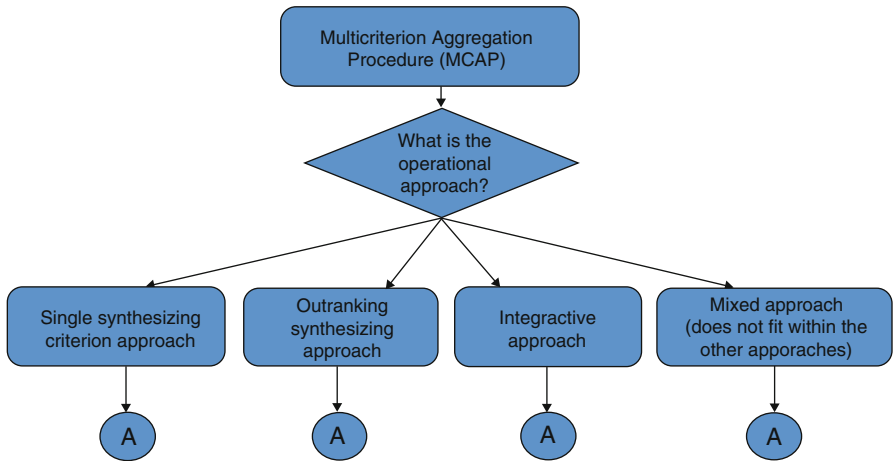 Multicriterion Aggregation
Procedure (MCAP)
What is the
operational
approach?
Single synthesizing
criterion approach
Outranking
synthesizing
approach
Integractive
approach
Mixed approach
(does not fit within the
other apporaches)
A
A
A
A